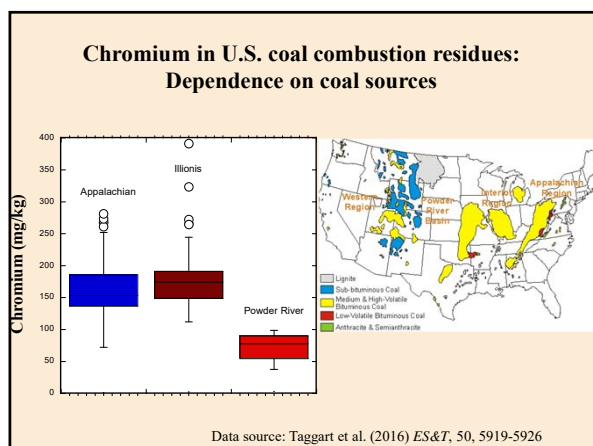 Chromium in U.S. coal combustion residues:
Dependence on coal sources
Chromium (mg/kg)
400
350
300
250
200
150
100
50
0
Appalachian
Illionis
Powder River
Western
Region
Powder
River
Basin
Interior
Region
Appalachian
Region
Lignite
Sub-bituminous Coal
Medium & High-Volatile
Bituminous Coal
Low-Volatile Bituminous Coal
Anthracite & Semianthracite
Data source: Taggart et al. (2016) ES&T, 50, 5919-5926